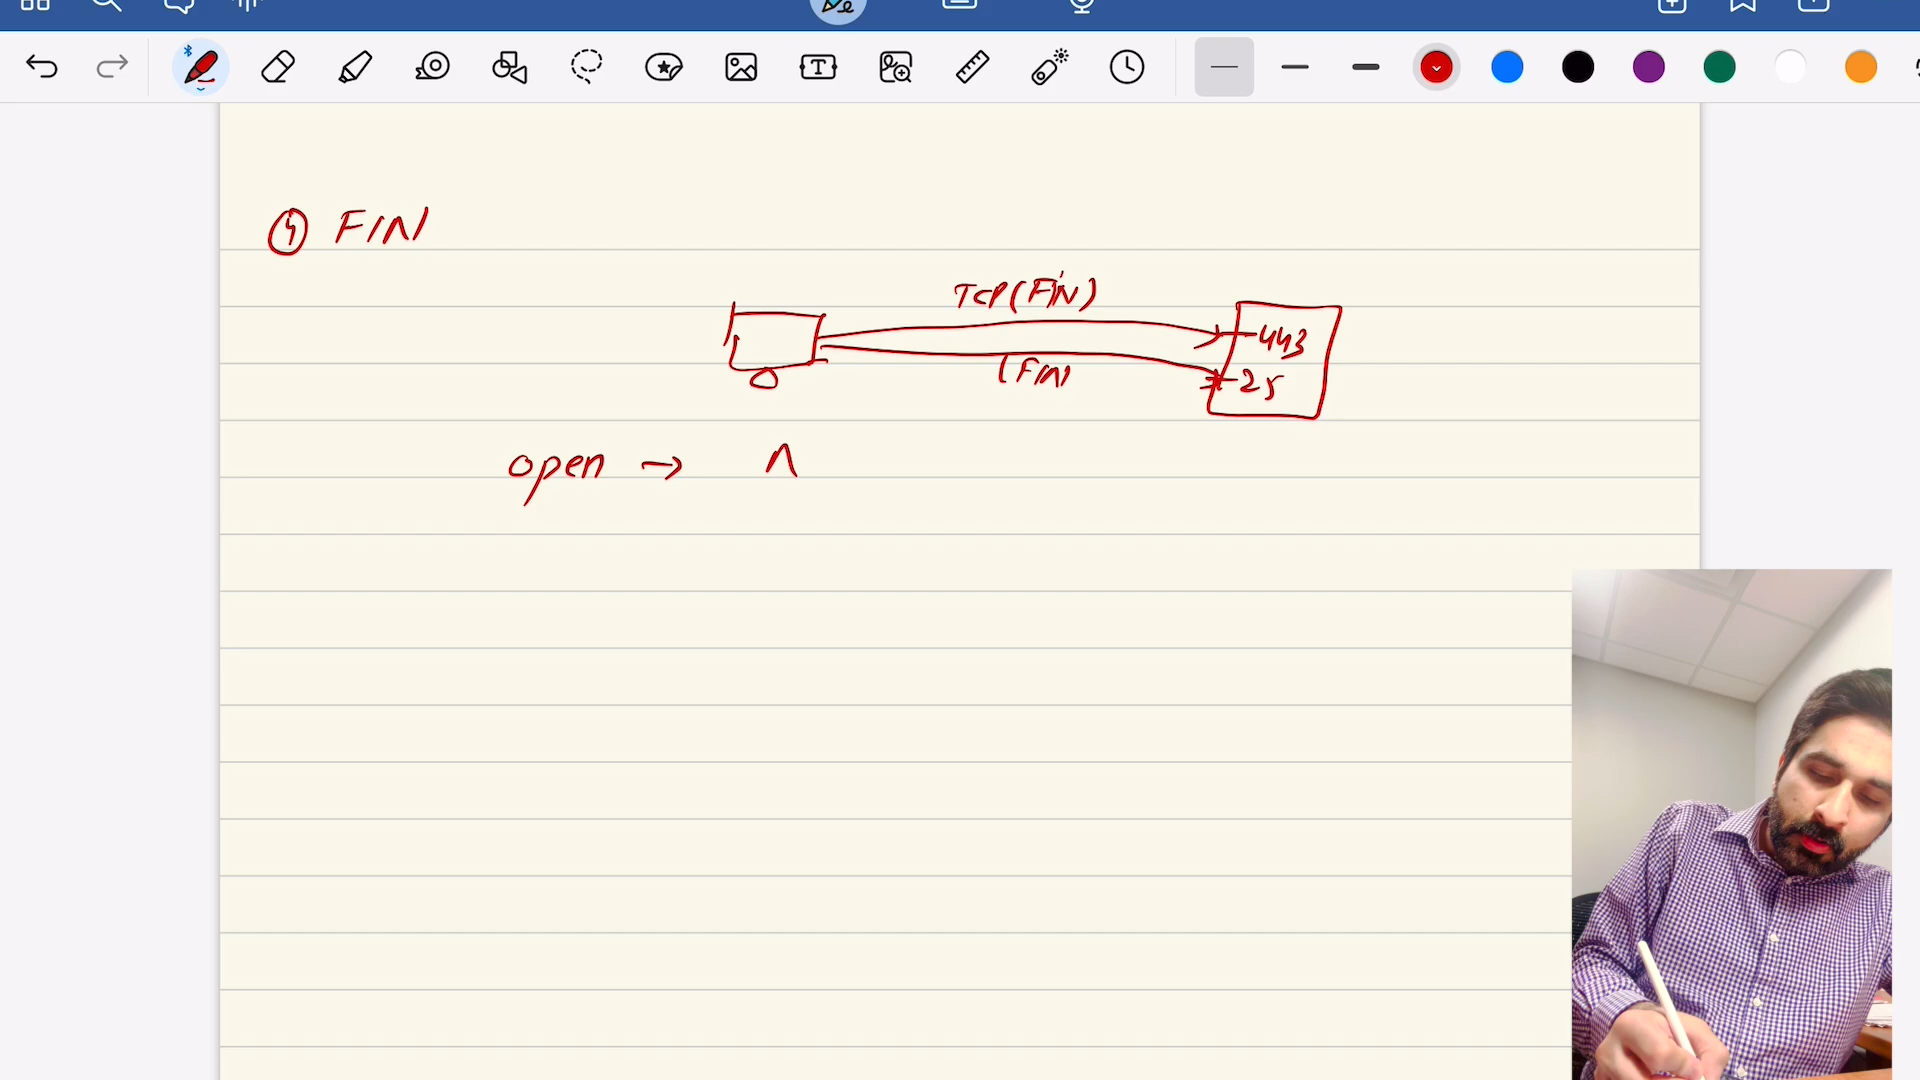 ④ FIN
TCP (FIN)
443
(FIN)
25
open →